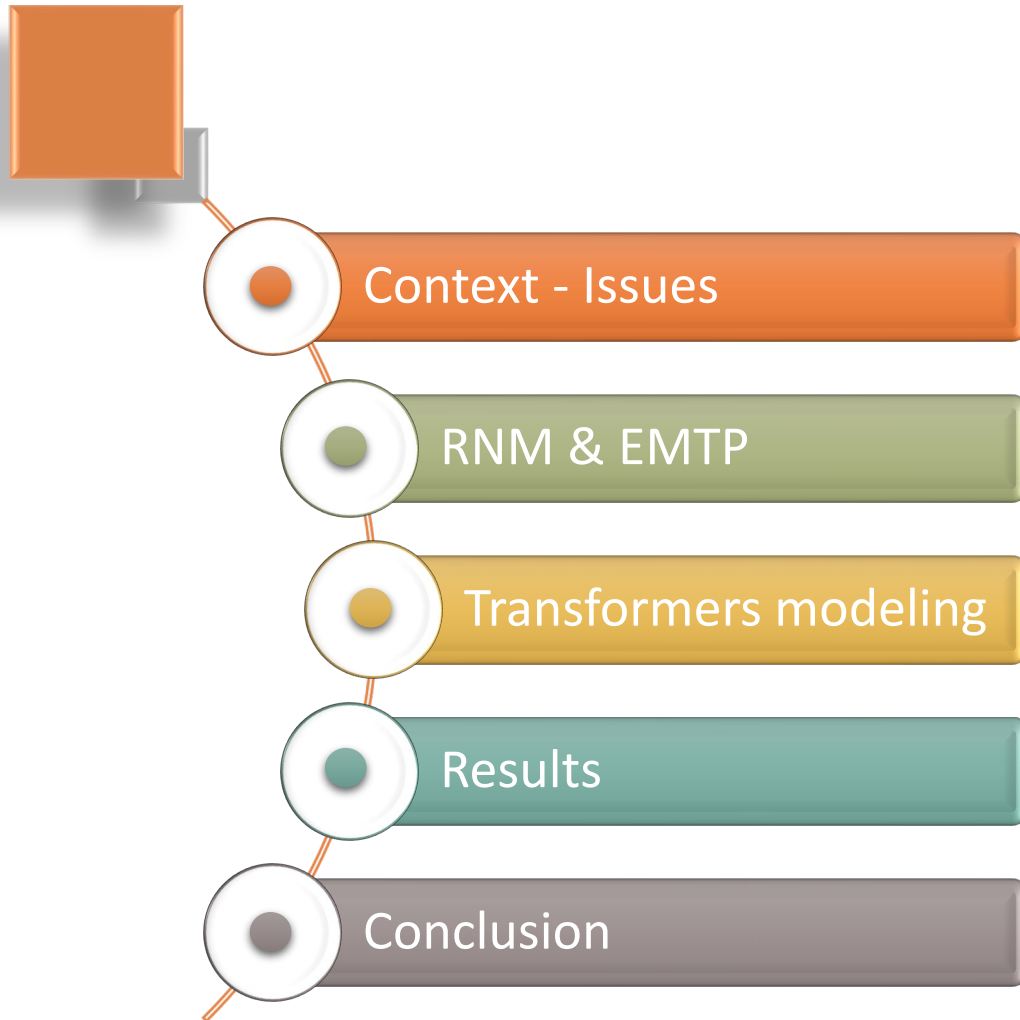 Context - Issues
RNM & EMTP
Transformers modeling
Results
Conclusion